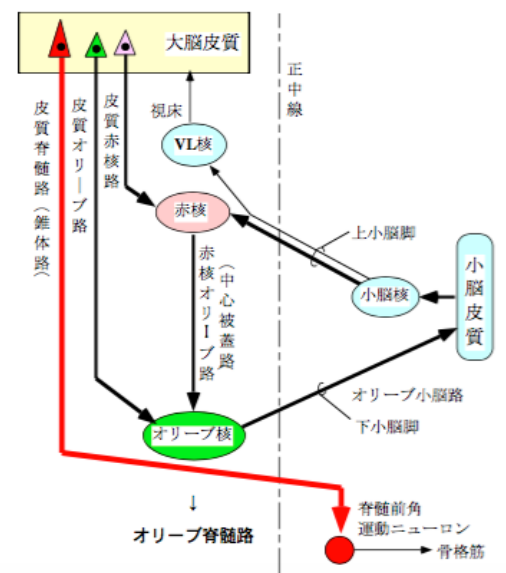 大脳皮質
正中線
皮質脊髄路(錐体路)
皮質オリーブ路
皮質赤核路
視床
VL核
赤核
上小脳脚
小脳皮質
小脳核
赤核オリーブ路
(中心被蓋路)
オリーブ小脳路
下小脳脚
オリーブ核
↓
オリーブ脊髄路
脊髄前角
運動ニューロン
骨格筋